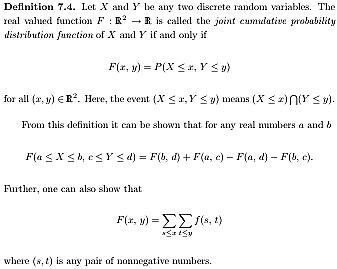 Definition 7.4. Let X and Y be any two discrete random variables. The
real valued function F : ℝ² → ℝ is called the joint cumulative probability
distribution function of X and Y if and only if
F(x, y) = P(X ≤ x, Y ≤ y)
for all (x, y) ∈ ℝ². Here, the event (X ≤ x, Y ≤ y) means (X ≤ x) ⋂ (Y ≤ y).
From this definition it can be shown that for any real numbers a and b
F(a ≤ X ≤ b, c ≤ Y ≤ d) = F(b, d) + F(a, c) − F(a, d) − F(b, c).
Further, one can also show that
F(x, y) = ∑_{s≤x} ∑_{t≤y} f(s, t)
where (s, t) is any pair of nonnegative numbers.